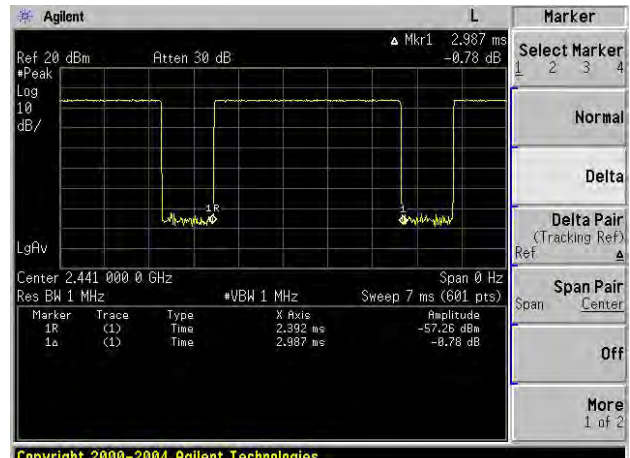 Agilent L Marker
Δ Mkr1 2.987 ms
Ref 20 dBm Atten 30 dB -0.78 dB
#Peak
Log
10
dB/
1R 1
LgAv
Center 2.441 000 0 GHz Span 0 Hz
Res BW 1 MHz #VBW 1 MHz Sweep 7 ms (601 pts)
Marker Trace Type X Axis Amplitude
1R (1) Time 2.392 ms -57.26 dBm
1Δ (1) Time 2.987 ms -0.78 dB
Select Marker
1 2 3 4
Normal
Delta
Delta Pair
(Tracking Ref)
Ref Δ
Span Pair
Span Center
Off
More
1 of 2
Copyright 2000-2004 Agilent Technologies